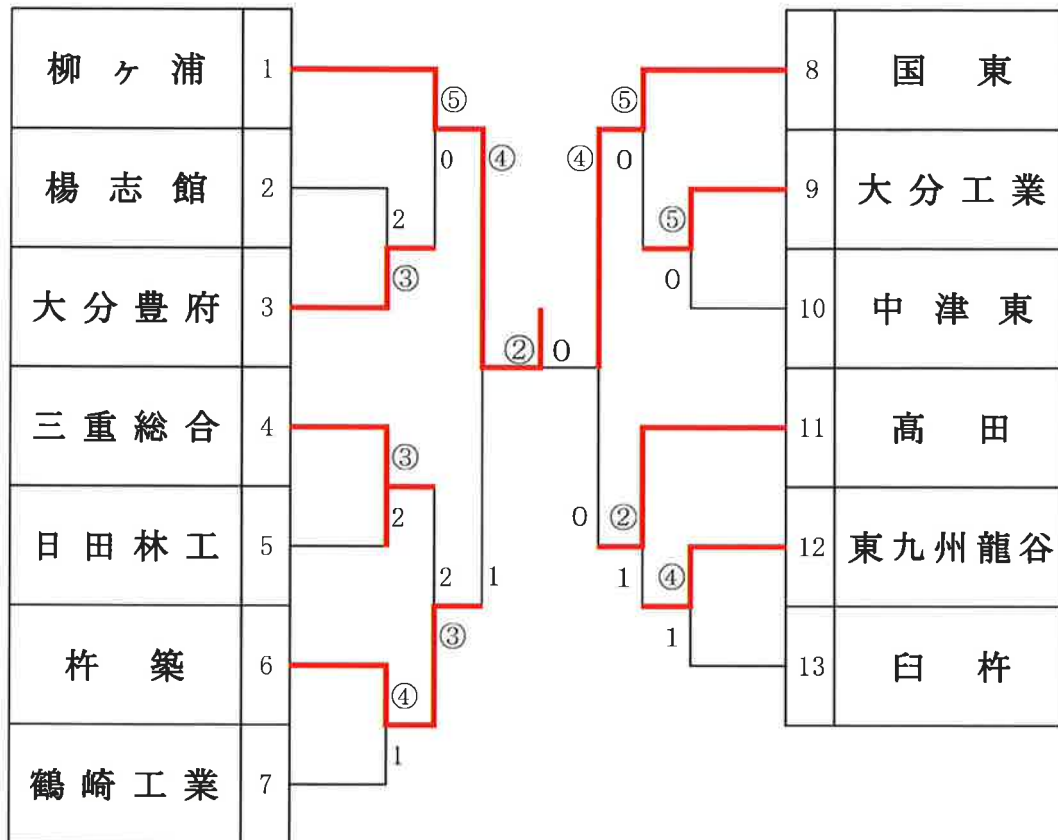 柳ヶ浦 1
楊志館 2
大分豊府 3
三重総合 4
日田林工 5
杵築 6
鶴崎工業 7
⑤
0
④
2
③
③
2
2
③
1
④
1
②
0
⑤
0
④
⑤
0
0
②
1
④
1
8 国東
9 大分工業
10 中津東
11 高田
12 東九州龍谷
13 臼杵